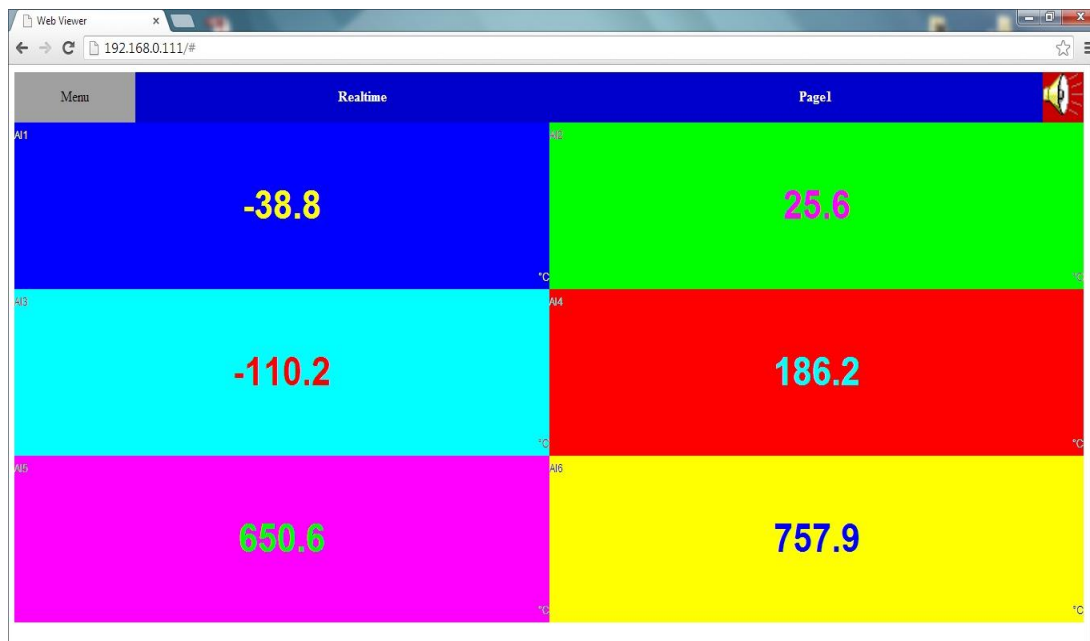 Web Viewer
192.168.0.111/#
Menu Realtime Page1
AI1
-38.8
°C
AI2
25.6
°C
AI3
-110.2
°C
AI4
186.2
°C
AI5
650.6
°C
AI6
757.9
°C